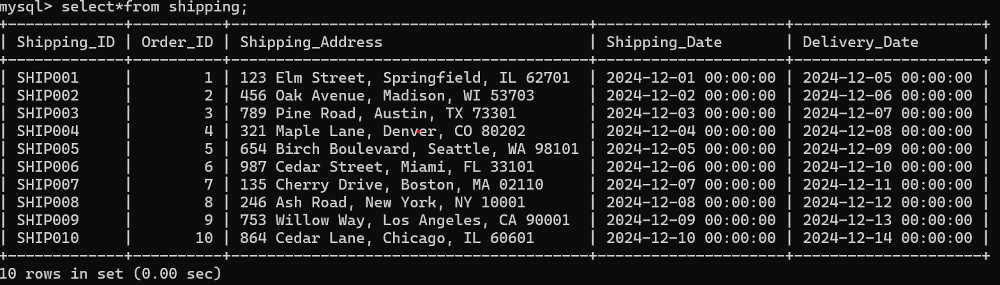 mysql> select*from shipping;
+-------------+----------+----------------------------------------+---------------------+---------------------+
| Shipping_ID | Order_ID | Shipping_Address                       | Shipping_Date       | Delivery_Date       |
+-------------+----------+----------------------------------------+---------------------+---------------------+
| SHIP001     |        1 | 123 Elm Street, Springfield, IL 62701  | 2024-12-01 00:00:00 | 2024-12-05 00:00:00 |
| SHIP002     |        2 | 456 Oak Avenue, Madison, WI 53703      | 2024-12-02 00:00:00 | 2024-12-06 00:00:00 |
| SHIP003     |        3 | 789 Pine Road, Austin, TX 73301        | 2024-12-03 00:00:00 | 2024-12-07 00:00:00 |
| SHIP004     |        4 | 321 Maple Lane, Denver, CO 80202       | 2024-12-04 00:00:00 | 2024-12-08 00:00:00 |
| SHIP005     |        5 | 654 Birch Boulevard, Seattle, WA 98101 | 2024-12-05 00:00:00 | 2024-12-09 00:00:00 |
| SHIP006     |        6 | 987 Cedar Street, Miami, FL 33101      | 2024-12-06 00:00:00 | 2024-12-10 00:00:00 |
| SHIP007     |        7 | 135 Cherry Drive, Boston, MA 02110     | 2024-12-07 00:00:00 | 2024-12-11 00:00:00 |
| SHIP008     |        8 | 246 Ash Road, New York, NY 10001       | 2024-12-08 00:00:00 | 2024-12-12 00:00:00 |
| SHIP009     |        9 | 753 Willow Way, Los Angeles, CA 90001  | 2024-12-09 00:00:00 | 2024-12-13 00:00:00 |
| SHIP010     |       10 | 864 Cedar Lane, Chicago, IL 60601      | 2024-12-10 00:00:00 | 2024-12-14 00:00:00 |
+-------------+----------+----------------------------------------+---------------------+---------------------+
10 rows in set (0.00 sec)